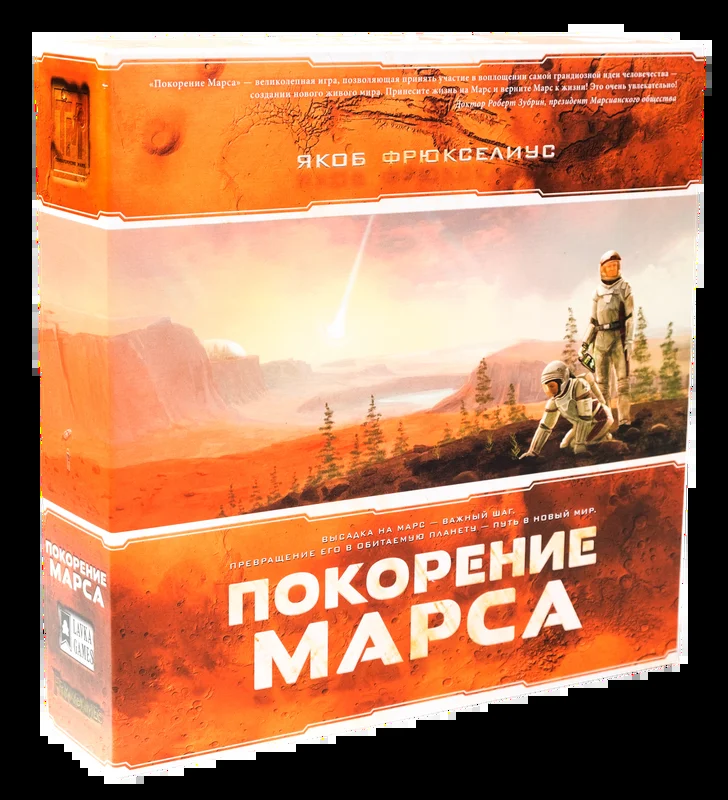 «Покорение Марса» — великолепная игра, позволяющая принять участие в воплощении самой грандиозной идеи человечества —
создании нового живого мира. Принесите жизнь на Марс и верните Марс к жизни! Это очень увлекательно!
Доктор Роберт Зубрин, президент Марсианского общества
ЯКОБ ФРЮКСЕЛИУС
ВЫСАДКА НА МАРС — ВАЖНЫЙ ШАГ.
ПРЕВРАЩЕНИЕ ЕГО В ОБИТАЕМУЮ ПЛАНЕТУ — ПУТЬ В НОВЫЙ МИР.
ПОКОРЕНИЕ
МАРСА
ПОКОРЕНИЕ
МАРСА
LAVKA
GAMES